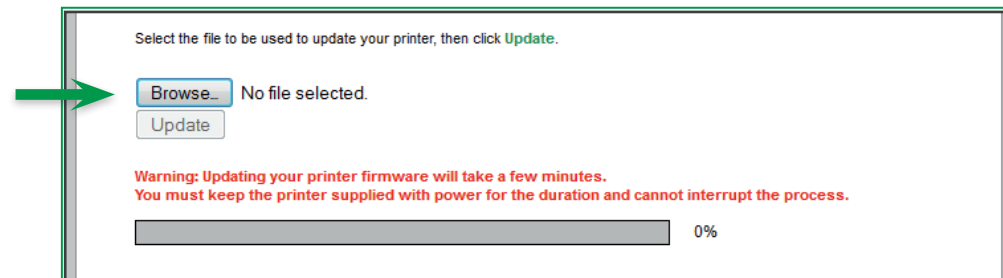 Select the file to be used to update your printer, then click Update.
Browse... No file selected.
Update
Warning: Updating your printer firmware will take a few minutes.
You must keep the printer supplied with power for the duration and cannot interrupt the process.
0%